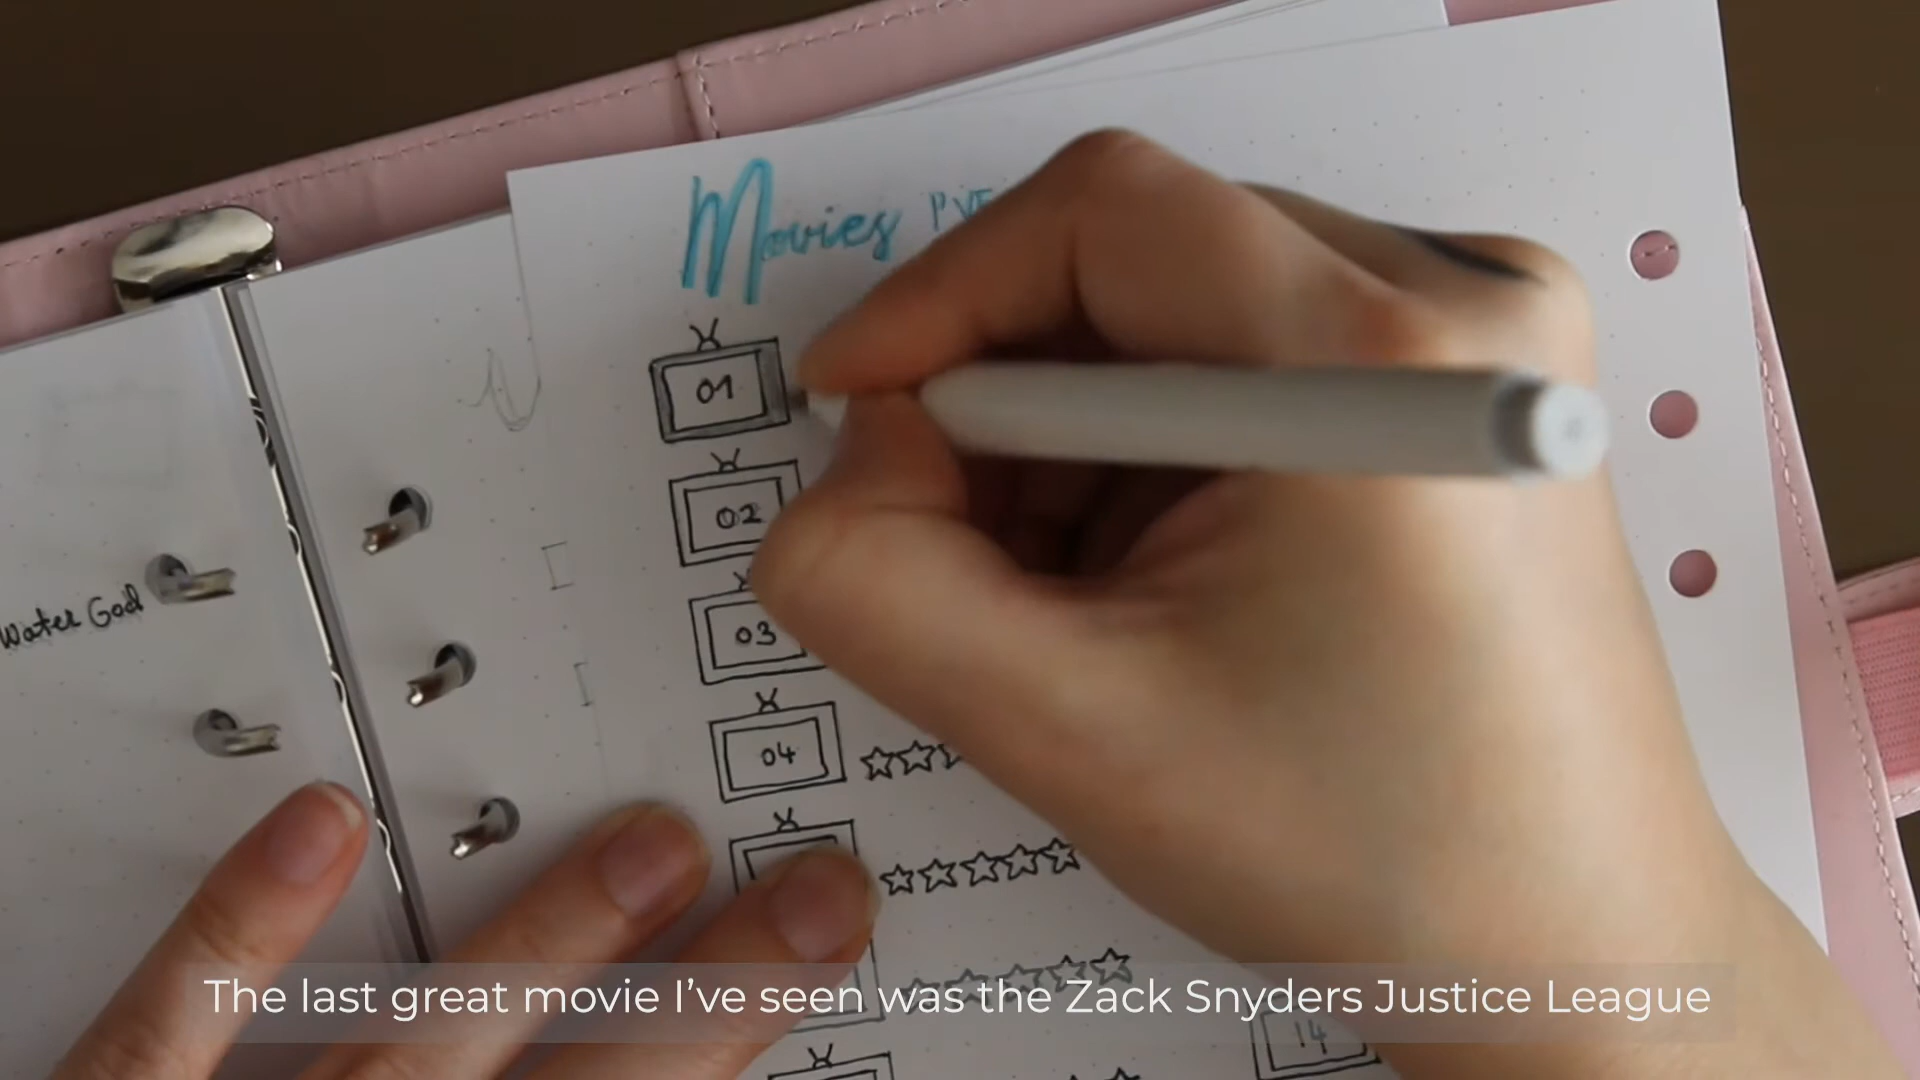 Movies I'VE
01
02
03
04
Water God
14
The last great movie I’ve seen was the Zack Snyders Justice League